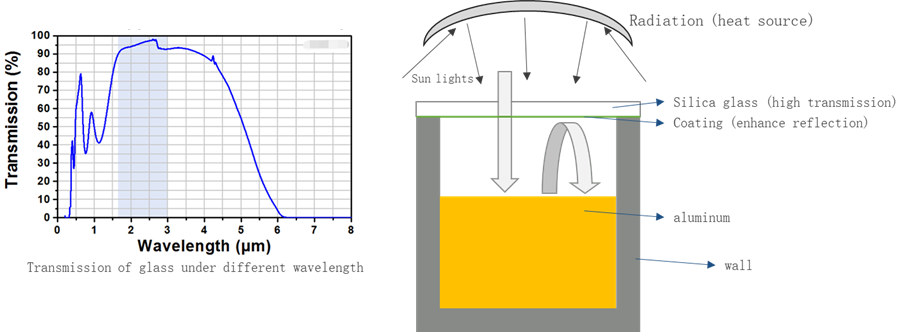 100
90
80
70
60
50
40
30
20
10
0
Transmission (%)
0 1 2 3 4 5 6 7 8
Wavelength (μm)
Transmission of glass under different wavelength
Radiation (heat source)
Sun lights
Silica glass (high transmission)
Coating (enhance reflection)
aluminum
wall